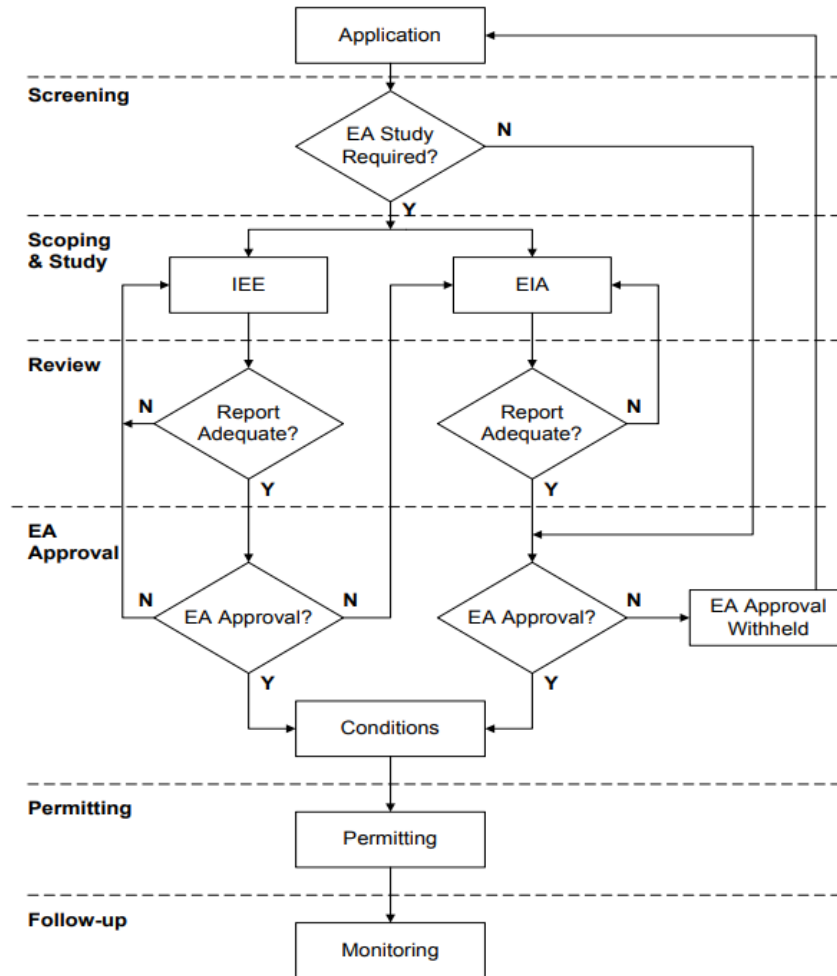 Application
Screening
EA Study
Required?
N
Y
Scoping
& Study
IEE
EIA
Review
N
Report
Adequate?
Report
Adequate?
N
Y
Y
EA
Approval
N
EA Approval?
N
EA Approval?
N
EA Approval
Withheld
Y
Y
Conditions
Permitting
Permitting
Follow-up
Monitoring